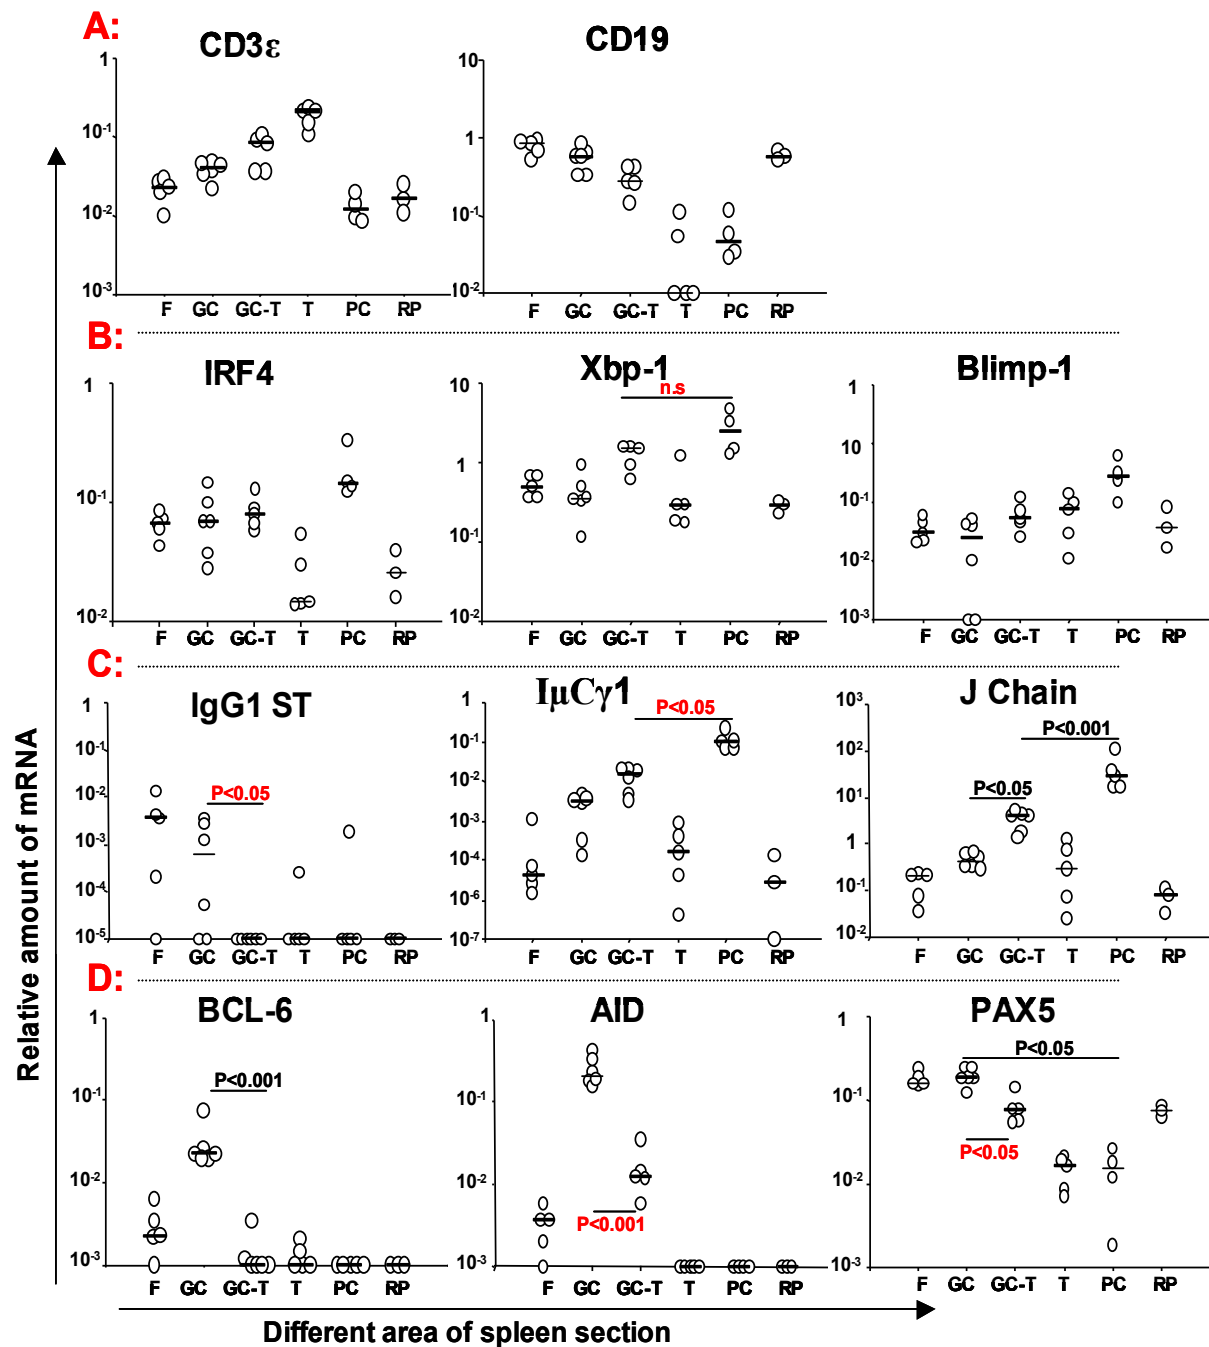 A:
CD3ε
CD19
1
10⁻¹
10⁻²
10⁻³
F GC GC-T T PC RP
10
1
10⁻¹
10⁻²
F GC GC-T T PC RP
B:
IRF4
Xbp-1
Blimp-1
1
10⁻¹
10⁻²
F GC GC-T T PC RP
n.s
10
1
10⁻¹
10⁻²
F GC GC-T T PC RP
1
10
10⁻¹
10⁻²
10⁻³
F GC GC-T T PC RP
C:
IgG1 ST
IμCγ1
J Chain
1
10⁻¹
10⁻²
10⁻³
10⁻⁴
10⁻⁵
P<0.05
F GC GC-T T PC RP
1
10⁻¹
10⁻²
10⁻³
10⁻⁴
10⁻⁶
10⁻⁷
P<0.05
F GC GC-T T PC RP
10³
10²
10¹
1
10⁻¹
10⁻²
P<0.001
P<0.05
F GC GC-T T PC RP
D:
BCL-6
AID
PAX5
1
10⁻¹
10⁻²
10⁻³
P<0.001
F GC GC-T T PC RP
1
10⁻¹
10⁻²
10⁻³
P<0.001
F GC GC-T T PC RP
1
10⁻¹
10⁻²
10⁻³
P<0.05
P<0.05
F GC GC-T T PC RP
Relative amount of mRNA
Different area of spleen section